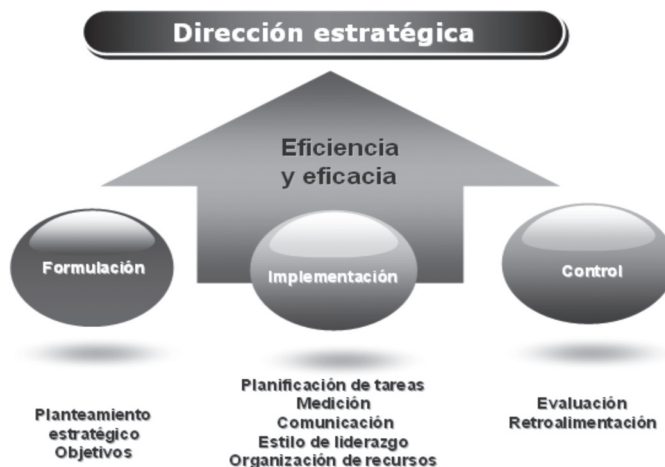 Dirección estratégica
Eficiencia
y eficacia
Formulación
Implementación
Control
Planteamiento
estratégico
Objetivos
Planificación de tareas
Medición
Comunicación
Estilo de liderazgo
Organización de recursos
Evaluación
Retroalimentación